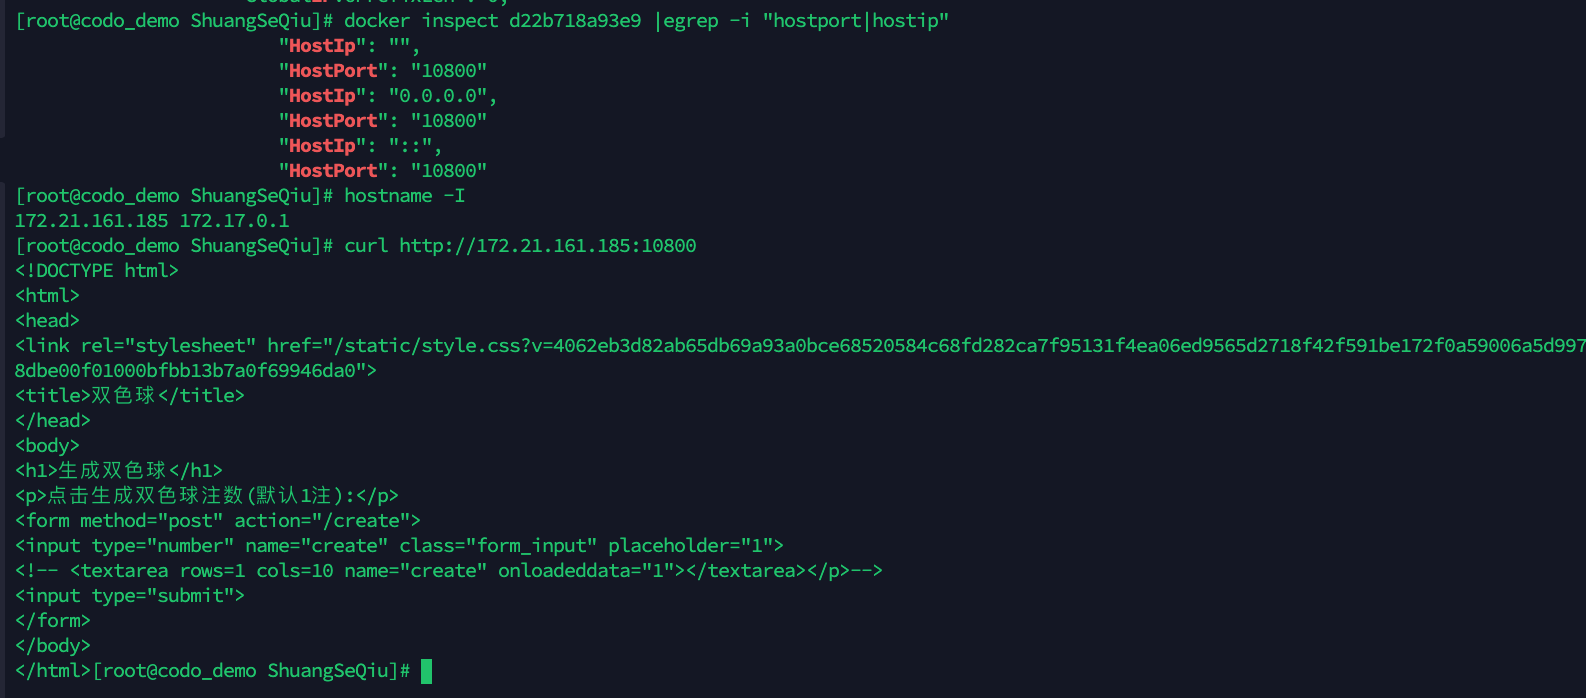 [root@codo_demo ShuangSeQiu]# docker inspect d22b718a93e9 |egrep -i "hostport|hostip"
"HostIp": "",
"HostPort": "10800"
"HostIp": "0.0.0.0",
"HostPort": "10800"
"HostIp": "::",
"HostPort": "10800"
[root@codo_demo ShuangSeQiu]# hostname -I
172.21.161.185 172.17.0.1
[root@codo_demo ShuangSeQiu]# curl http://172.21.161.185:10800
<!DOCTYPE html>
<html>
<head>
<link rel="stylesheet" href="/static/style.css?v=4062eb3d82ab65db69a93a0bce68520584c68fd282ca7f95131f4ea06ed9565d2718f42f591be172f0a59006a5d997
8dbe00f01000bfbb13b7a0f69946da0">
<title>双色球</title>
</head>
<body>
<h1>生成双色球</h1>
<p>点击生成双色球注数(默认1注):</p>
<form method="post" action="/create">
<input type="number" name="create" class="form_input" placeholder="1">
<!-- <textarea rows=1 cols=10 name="create" onloadeddata="1"></textarea></p>-->
<input type="submit">
</form>
</body>
</html>[root@codo_demo ShuangSeQiu]#